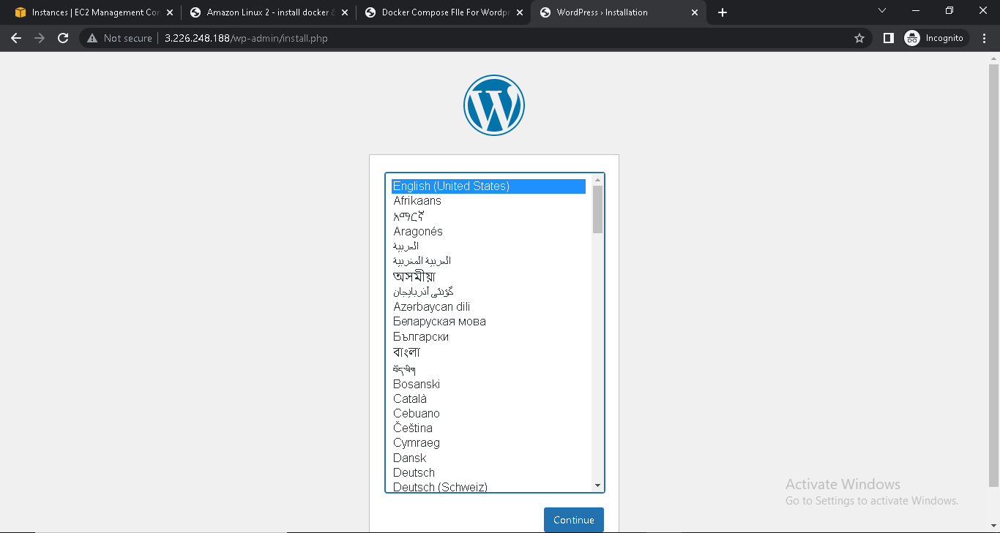 Instances | EC2 Management Con
Amazon Linux 2 - install docker &
Docker Compose FIle For Wordpr
WordPress › Installation
Not secure
3.226.248.188/wp-admin/install.php
Incognito
W
English (United States)
Afrikaans
አማርኛ
Aragonés
العربية
العربية المغربية
অসমীয়া
گؤنئی آذربایجان
Azərbaycan dili
Беларуская мова
Български
বাংলা
བོད་ཡིག
Bosanski
Català
Cebuano
Čeština
Cymraeg
Dansk
Deutsch
Deutsch (Schweiz)
Continue
Activate Windows
Go to Settings to activate Windows.